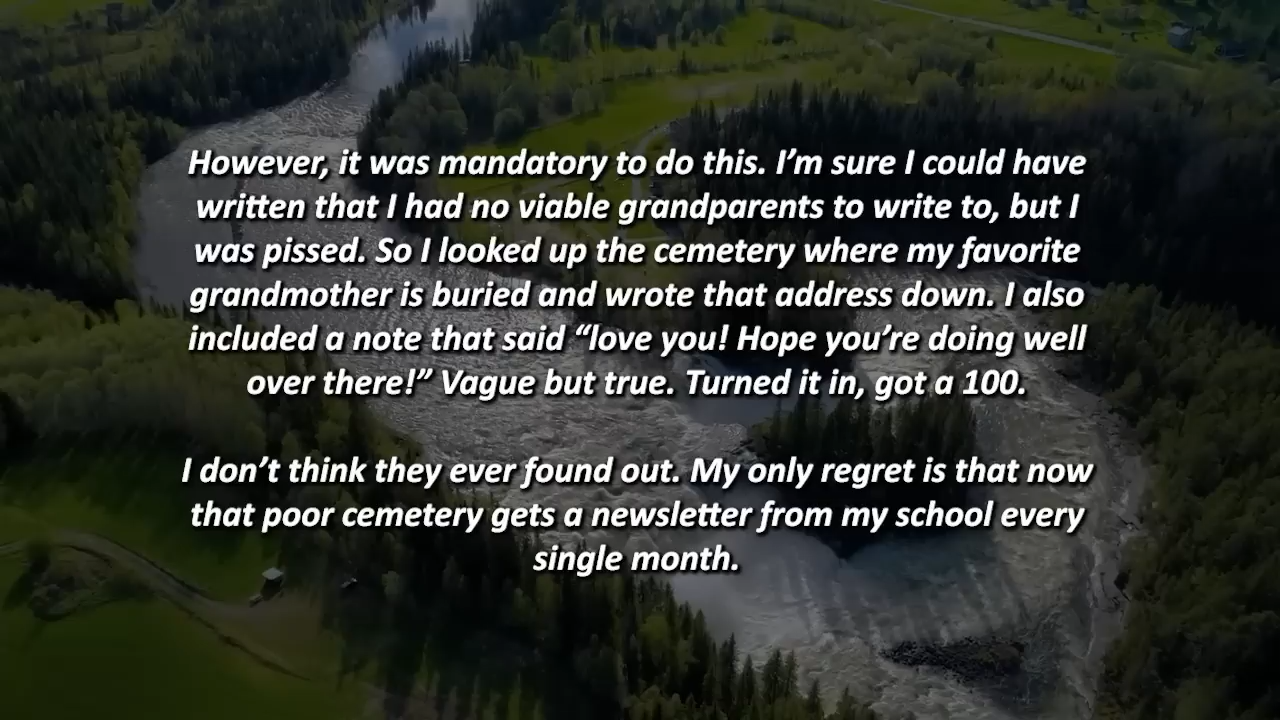 However, it was mandatory to do this. I’m sure I could have
written that I had no viable grandparents to write to, but I
was pissed. So I looked up the cemetery where my favorite
grandmother is buried and wrote that address down. I also
included a note that said “love you! Hope you’re doing well
over there!” Vague but true. Turned it in, got a 100.
I don’t think they ever found out. My only regret is that now
that poor cemetery gets a newsletter from my school every
single month.